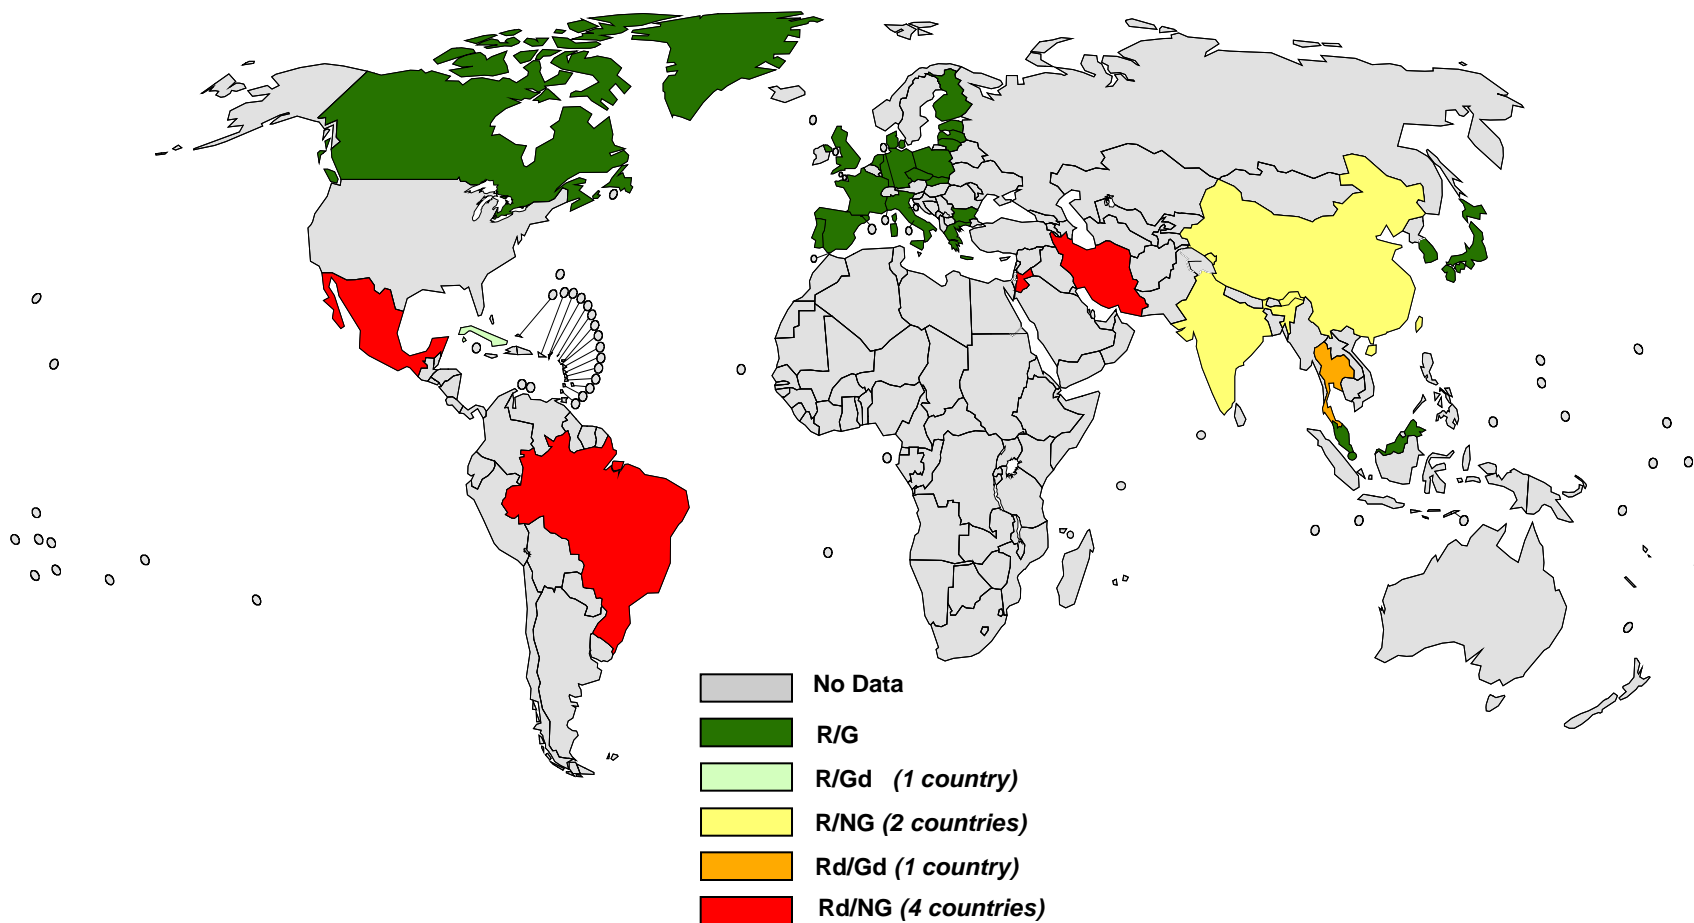 No Data
R/G
R/Gd (1 country)
R/NG (2 countries)
Rd/Gd (1 country)
Rd/NG (4 countries)